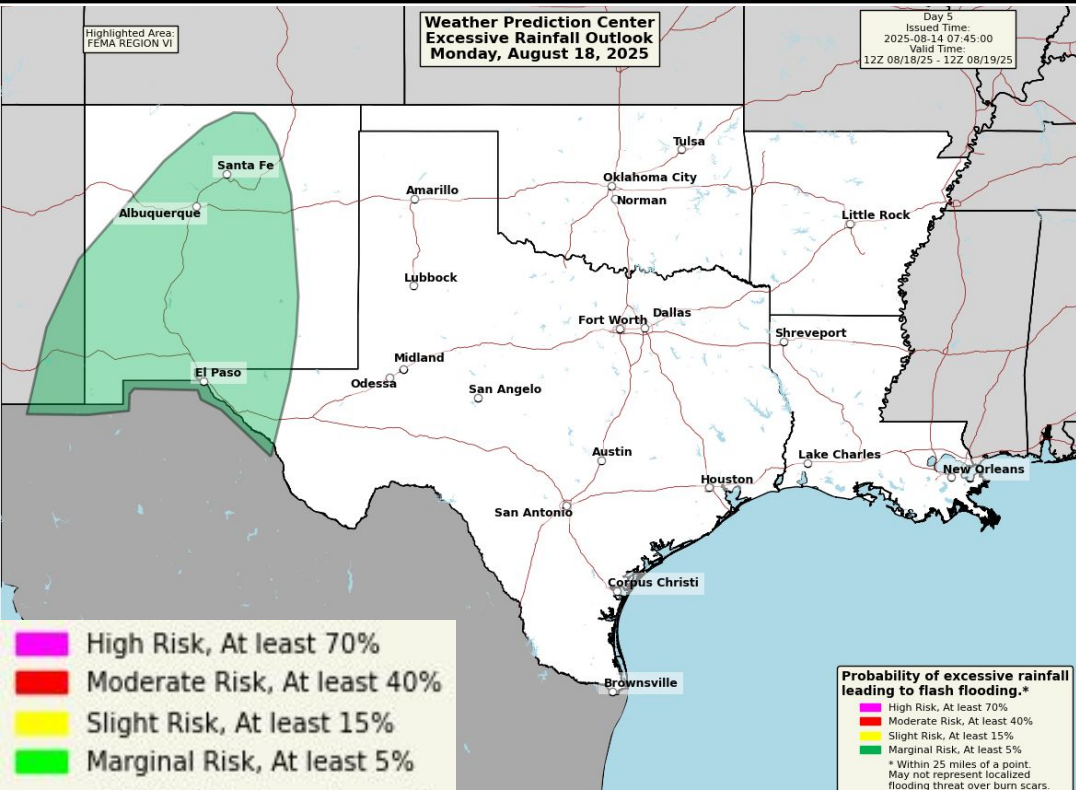 Weather Prediction Center
Excessive Rainfall Outlook
Monday, August 18, 2025
Highlighted Area:
FEMA REGION VI
Day 5
Issued Time:
2025-08-14 07:45:00
Valid Time:
12Z 08/18/25 - 12Z 08/19/25
Tulsa
Santa Fe
Oklahoma City
Amarillo
Norman
Albuquerque
Little Rock
Lubbock
Fort Worth
Dallas
Shreveport
Midland
El Paso
Odessa
San Angelo
Austin
Lake Charles
New Orleans
Houston
San Antonio
Corpus Christi
Brownsville
High Risk, At least 70%
Moderate Risk, At least 40%
Slight Risk, At least 15%
Marginal Risk, At least 5%
Probability of excessive rainfall
leading to flash flooding.*
High Risk, At least 70%
Moderate Risk, At least 40%
Slight Risk, At least 15%
Marginal Risk, At least 5%
* Within 25 miles of a point.
May not represent localized
flooding threat over burn scars.